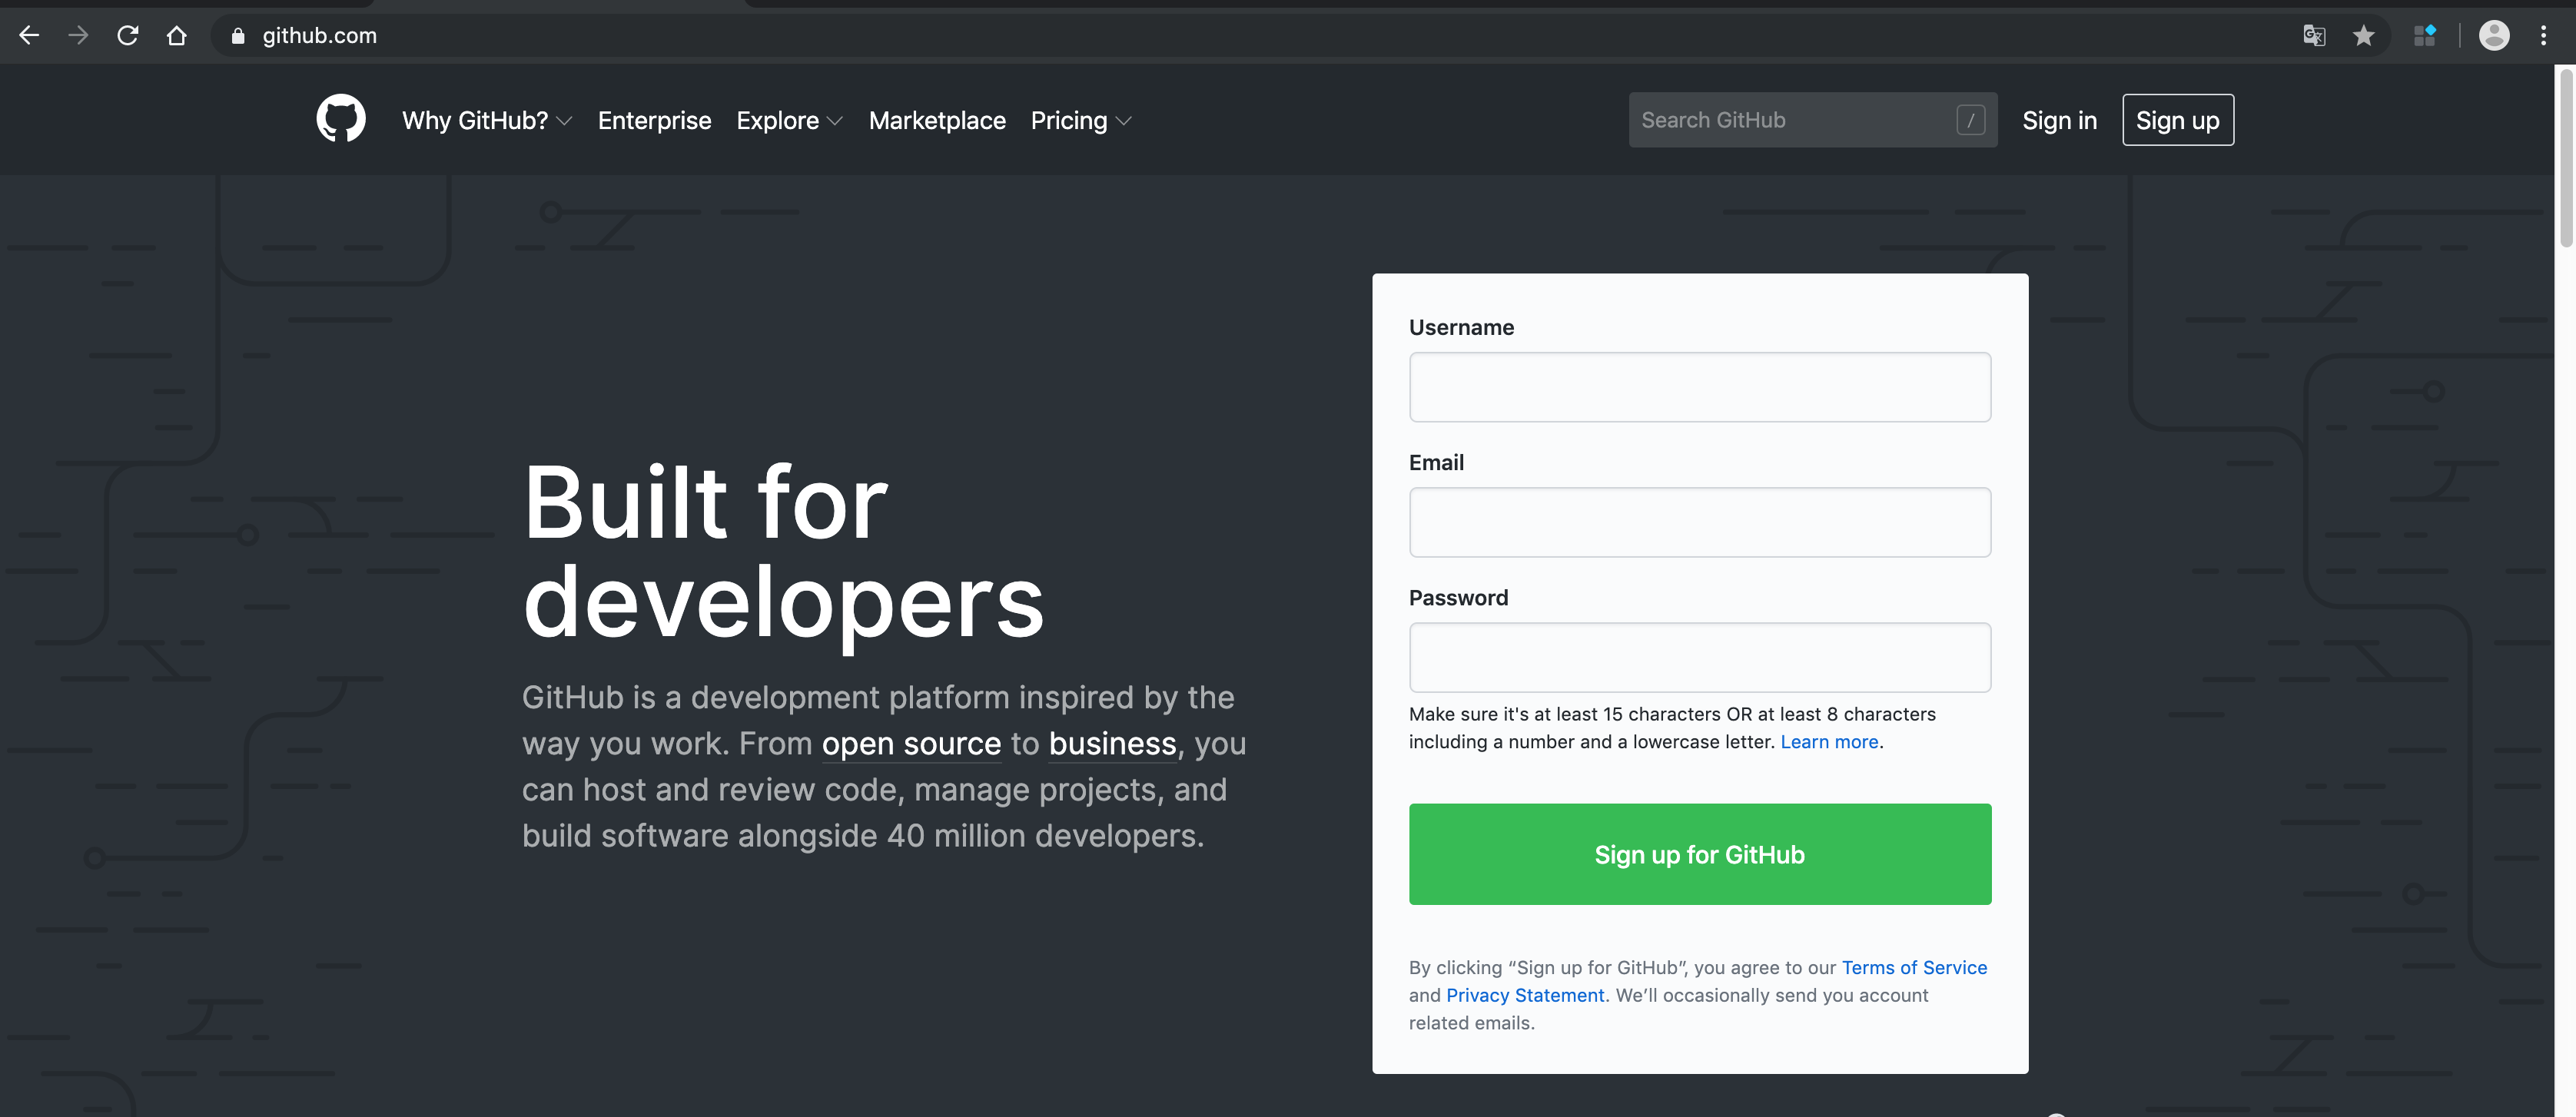 github.com
Why GitHub? Enterprise Explore Marketplace Pricing Search GitHub / Sign in Sign up
Built for
developers
GitHub is a development platform inspired by the
way you work. From open source to business, you
can host and review code, manage projects, and
build software alongside 40 million developers.
Username
Email
Password
Make sure it's at least 15 characters OR at least 8 characters
including a number and a lowercase letter. Learn more.
Sign up for GitHub
By clicking “Sign up for GitHub”, you agree to our Terms of Service
and Privacy Statement. We’ll occasionally send you account
related emails.